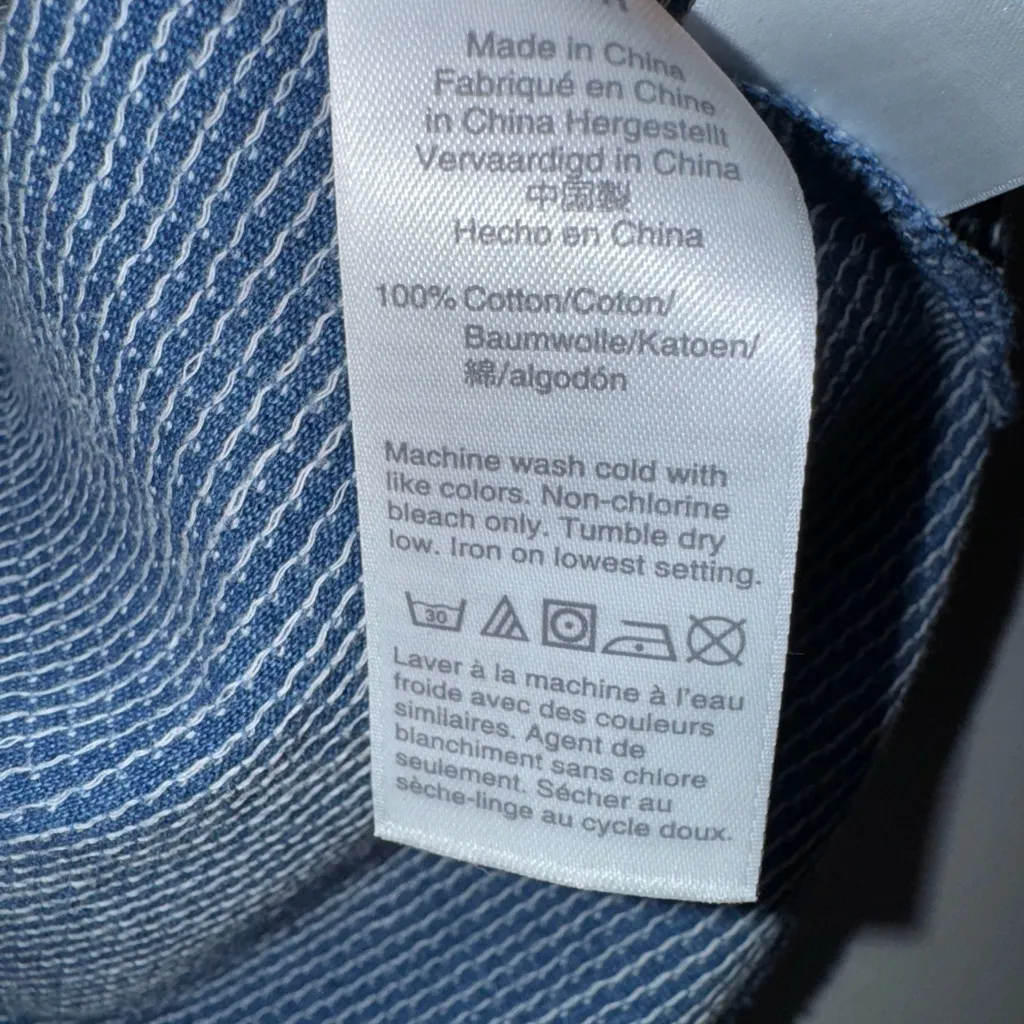 Made in China
Fabriqué en Chine
in China Hergestellt
Vervaardigd in China
中国製
Hecho en China
100% Cotton/Coton/
Baumwolle/Katoen/
綿/algodón
Machine wash cold with
like colors. Non-chlorine
bleach only. Tumble dry
low. Iron on lowest setting.
30
Laver à la machine à l'eau
froide avec des couleurs
similaires. Agent de
blanchiment sans chlore
seulement. Sécher au
sèche-linge au cycle doux.